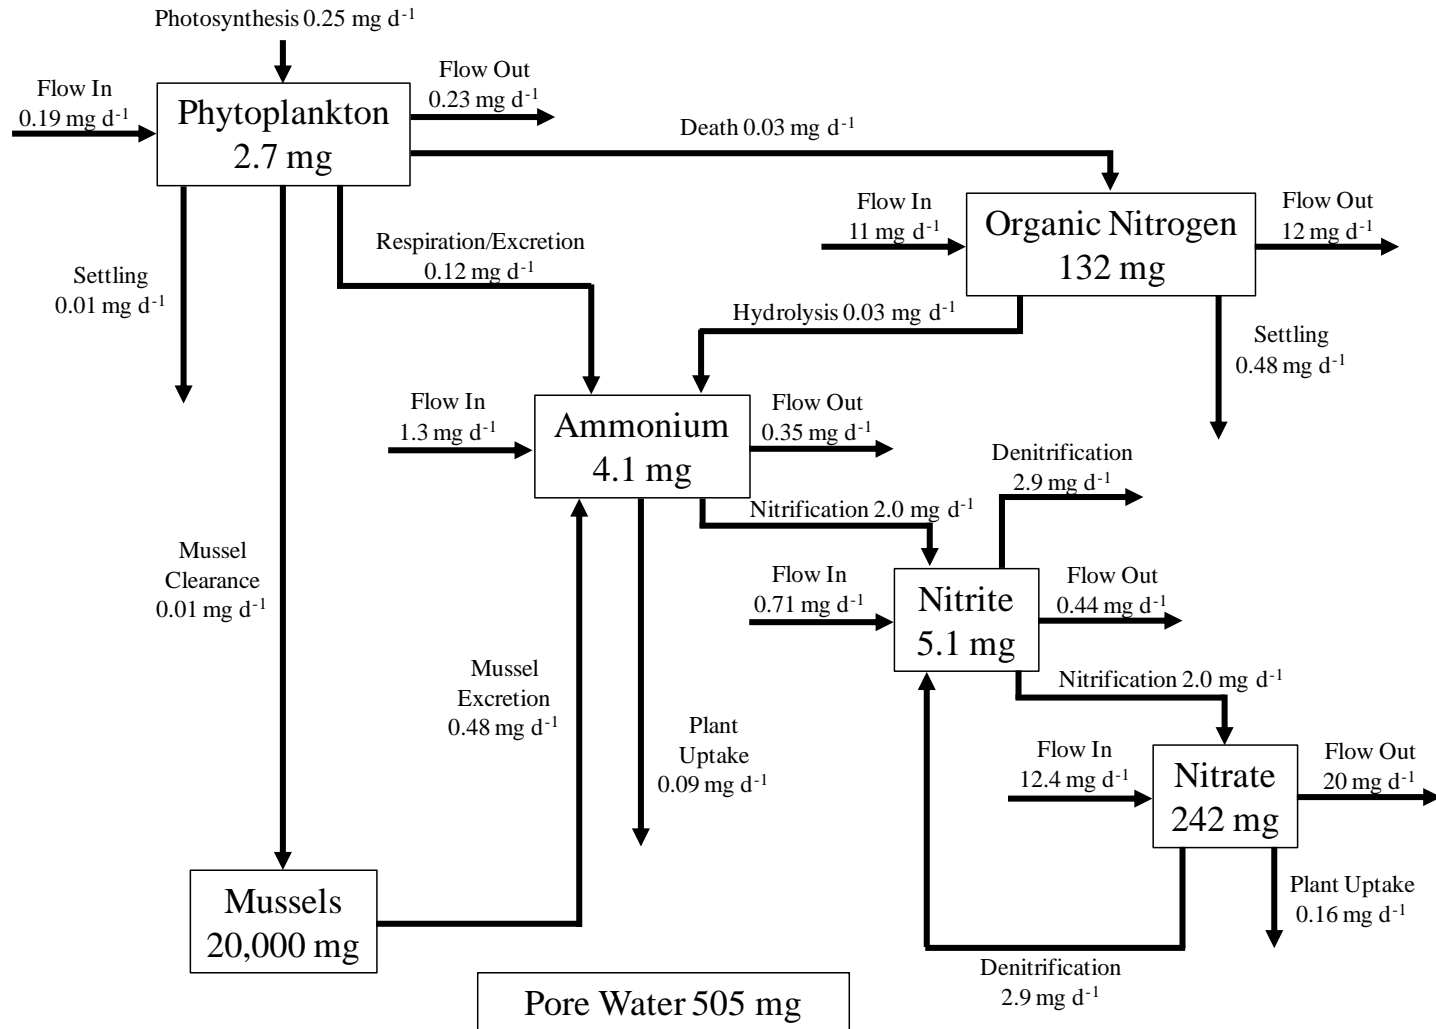 Photosynthesis 0.25 mg d-1
Flow In
0.19 mg d-1
Phytoplankton
2.7 mg
Flow Out
0.23 mg d-1
Death 0.03 mg d-1
Flow In
11 mg d-1
Organic Nitrogen
132 mg
Flow Out
12 mg d-1
Settling
0.01 mg d-1
Respiration/Excretion
0.12 mg d-1
Hydrolysis 0.03 mg d-1
Settling
0.48 mg d-1
Flow In
1.3 mg d-1
Ammonium
4.1 mg
Flow Out
0.35 mg d-1
Denitrification
2.9 mg d-1
Nitrification 2.0 mg d-1
Mussel
Clearance
0.01 mg d-1
Flow In
0.71 mg d-1
Nitrite
5.1 mg
Flow Out
0.44 mg d-1
Mussel
Excretion
0.48 mg d-1
Plant
Uptake
0.09 mg d-1
Nitrification 2.0 mg d-1
Flow In
12.4 mg d-1
Nitrate
242 mg
Flow Out
20 mg d-1
Mussels
20,000 mg
Plant Uptake
0.16 mg d-1
Denitrification
2.9 mg d-1
Pore Water 505 mg